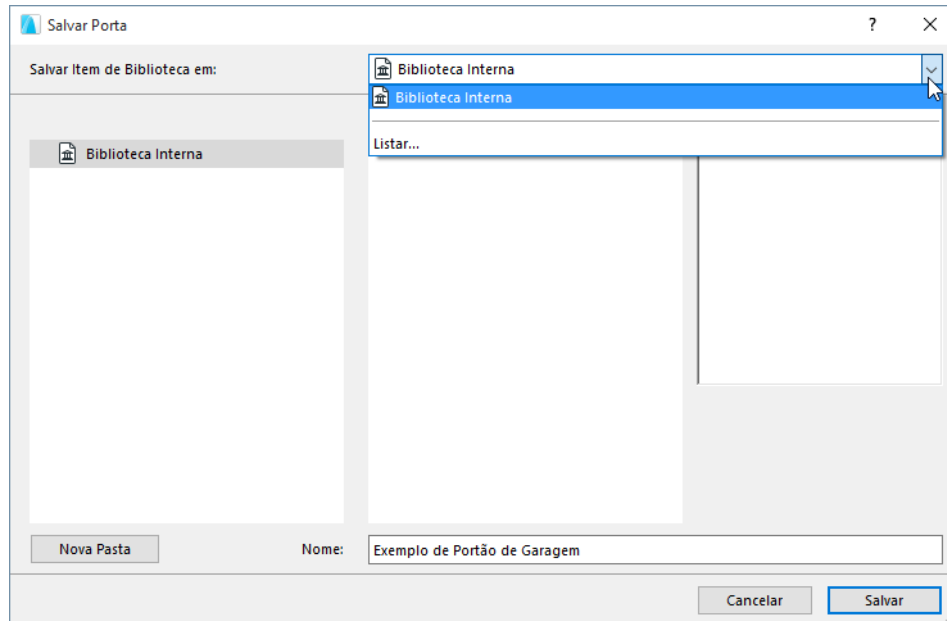 Salvar Porta
Salvar Item de Biblioteca em:
Biblioteca Interna
Biblioteca Interna
Listar...
Biblioteca Interna
Nova Pasta
Nome:
Exemplo de Portão de Garagem
Cancelar
Salvar